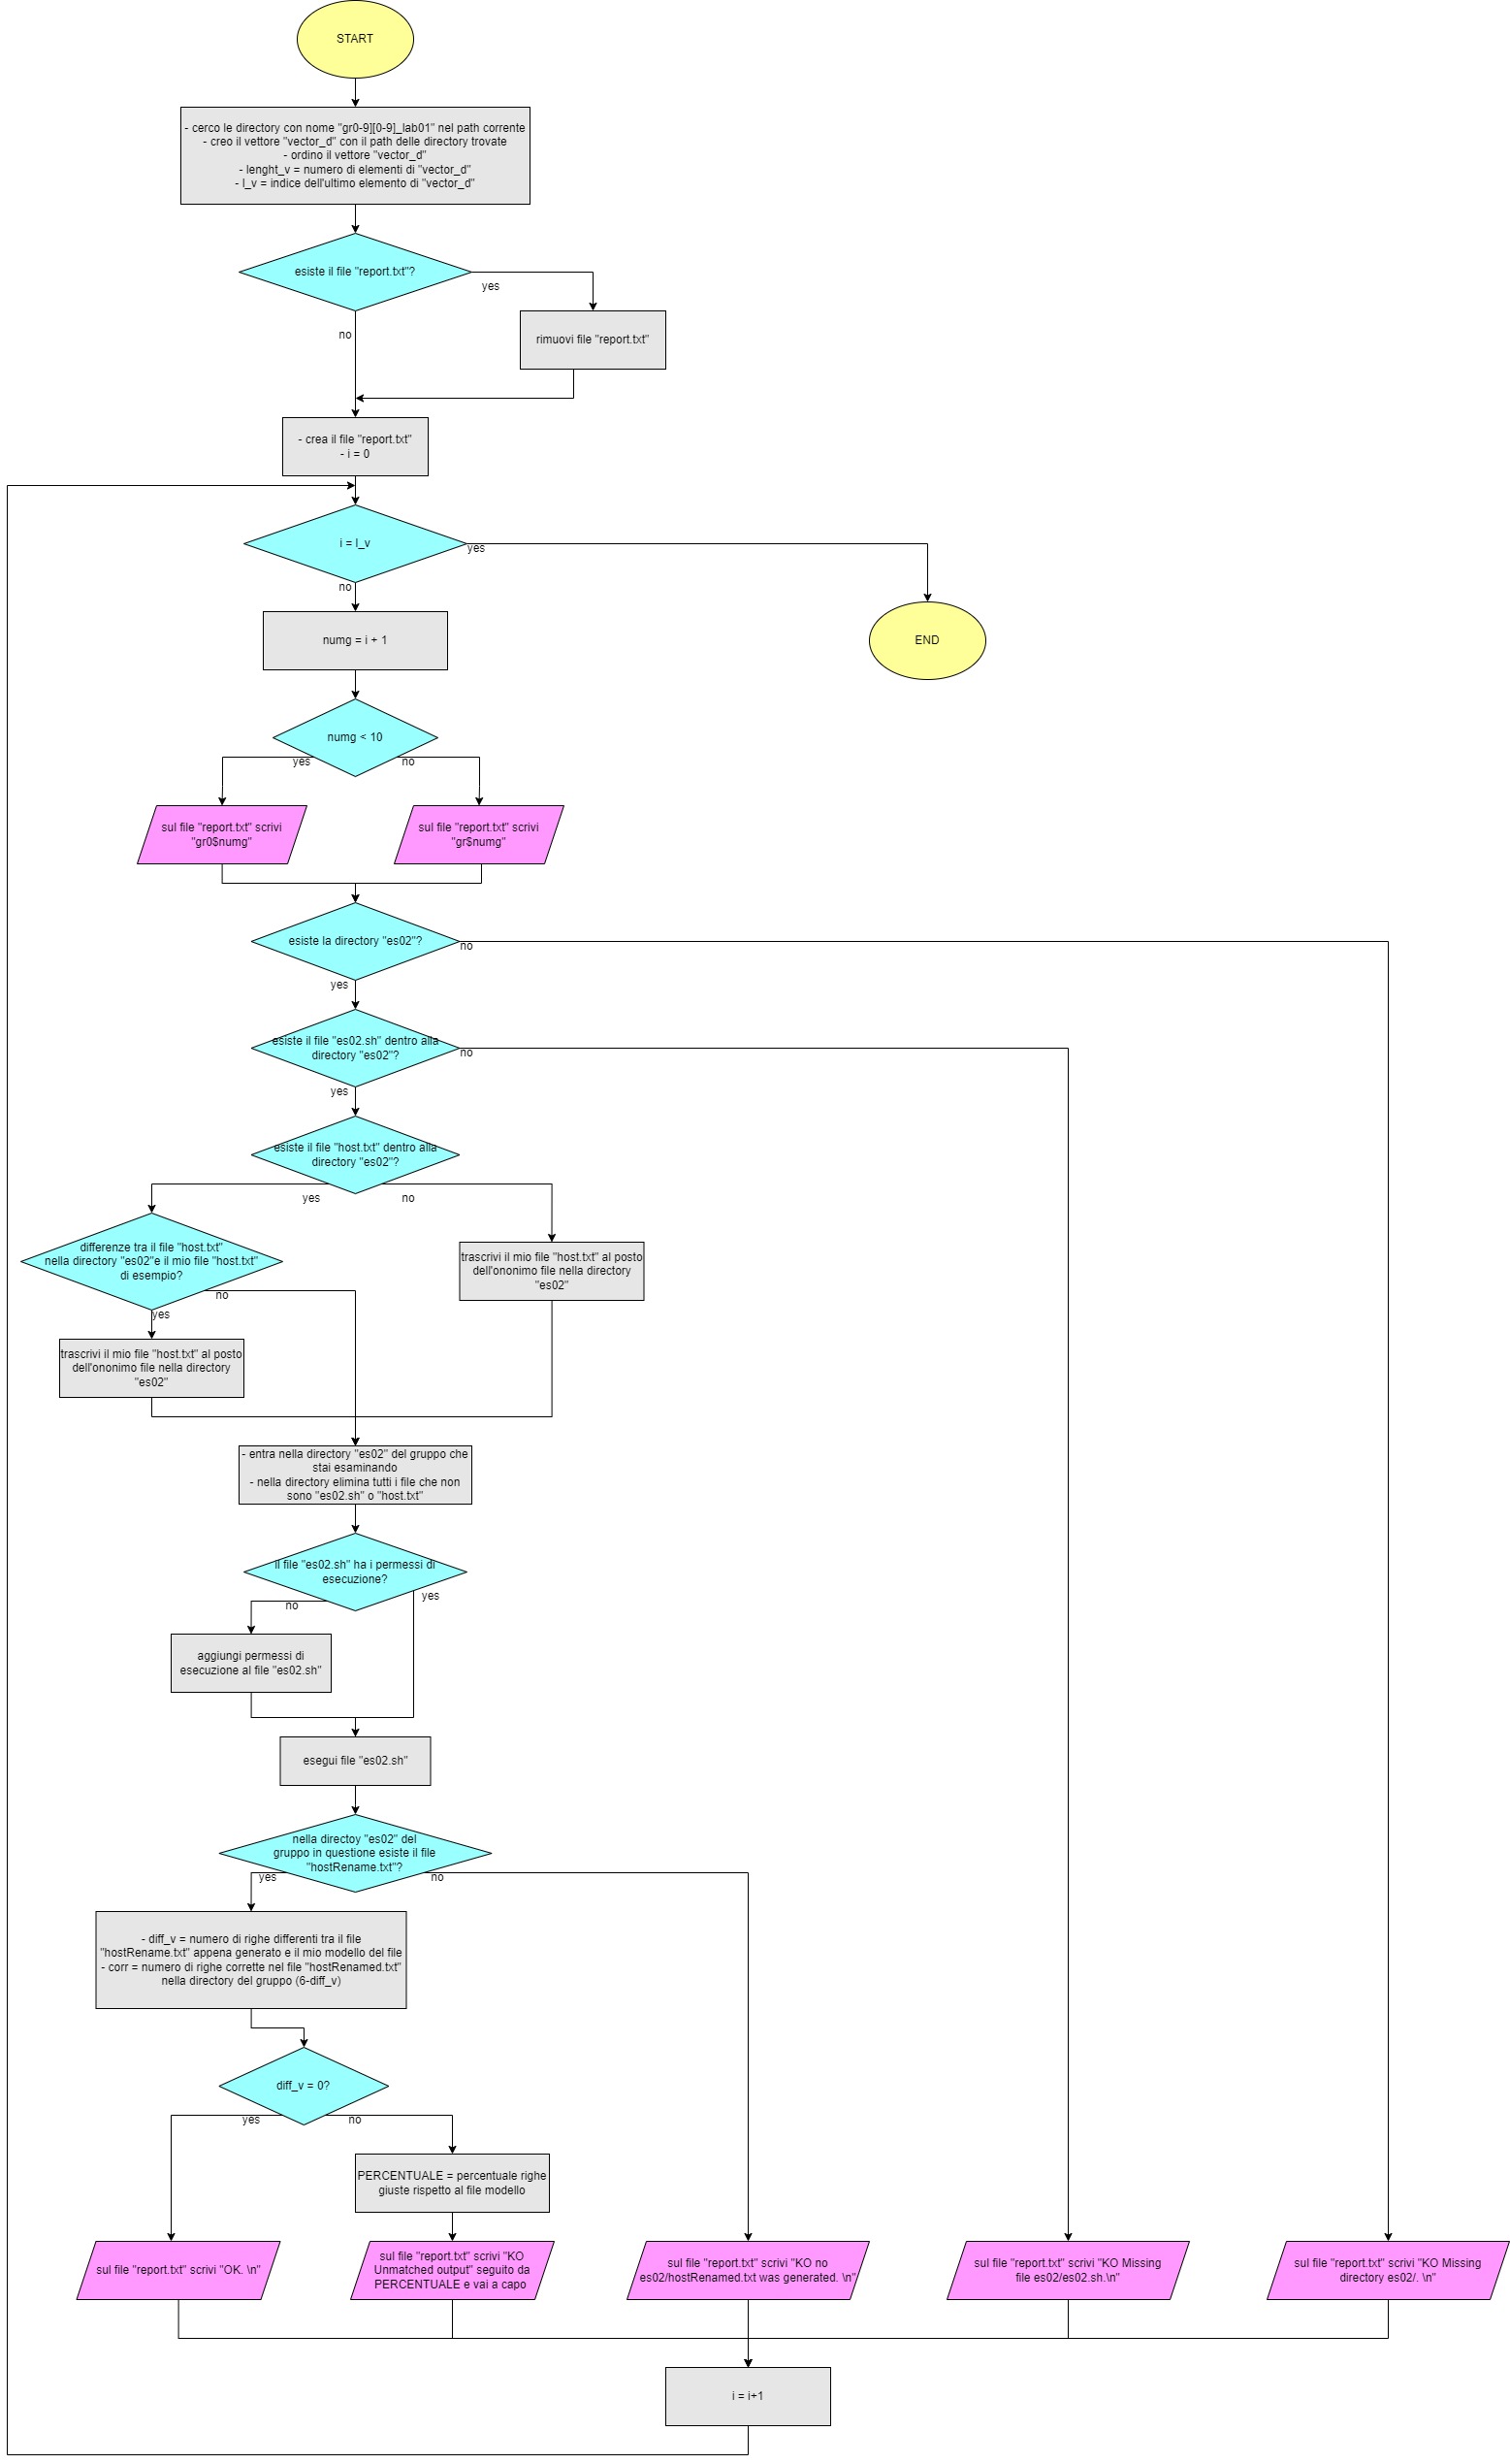 START
- cerco le directory con nome "gr0-9][0-9]_lab01" nel path corrente
- creo il vettore "vector_d" con il path delle directory trovate
- ordino il vettore "vector_d"
- lenght_v = numero di elementi di "vector_d"
- l_v = indice dell'ultimo elemento di "vector_d"
esiste il file "report.txt"?
yes
no
rimuovi file "report.txt"
- crea il file "report.txt"
- i = 0
i = l_v
yes
no
numg = i + 1
END
numg < 10
yes
no
sul file "report.txt" scrivi
"gr0$numg"
sul file "report.txt" scrivi
"gr$numg"
esiste la directory "es02"?
no
yes
esiste il file "es02.sh" dentro alla
directory "es02"?
no
yes
esiste il file "host.txt" dentro alla
directory "es02"?
yes
no
differenze tra il file "host.txt"
nella directory "es02"e il mio file "host.txt"
di esempio?
no
yes
trascrivi il mio file "host.txt" al posto
dell'ononimo file nella directory
"es02"
trascrivi il mio file "host.txt" al posto
dell'ononimo file nella directory
"es02"
- entra nella directory "es02" del gruppo che
stai esaminando
- nella directory elimina tutti i file che non
sono "es02.sh" o "host.txt"
il file "es02.sh" ha i permessi di
esecuzione?
yes
no
aggiungi permessi di
esecuzione al file "es02.sh"
esegui file "es02.sh"
nella directoy "es02" del
gruppo in questione esiste il file
"hostRename.txt"?
yes
no
- diff_v = numero di righe differenti tra il file
"hostRename.txt" appena generato e il mio modello del file
- corr = numero di righe corrette nel file "hostRenamed.txt"
nella directory del gruppo (6-diff_v)
diff_v = 0?
yes
no
PERCENTUALE = percentuale righe
giuste rispetto al file modello
sul file "report.txt" scrivi "OK. \n"
sul file "report.txt" scrivi "KO
Unmatched output" seguito da
PERCENTUALE e vai a capo
sul file "report.txt" scrivi "KO no
es02/hostRenamed.txt was generated. \n"
sul file "report.txt" scrivi "KO Missing
file es02/es02.sh.\n"
sul file "report.txt" scrivi "KO Missing
directory es02/. \n"
i = i+1